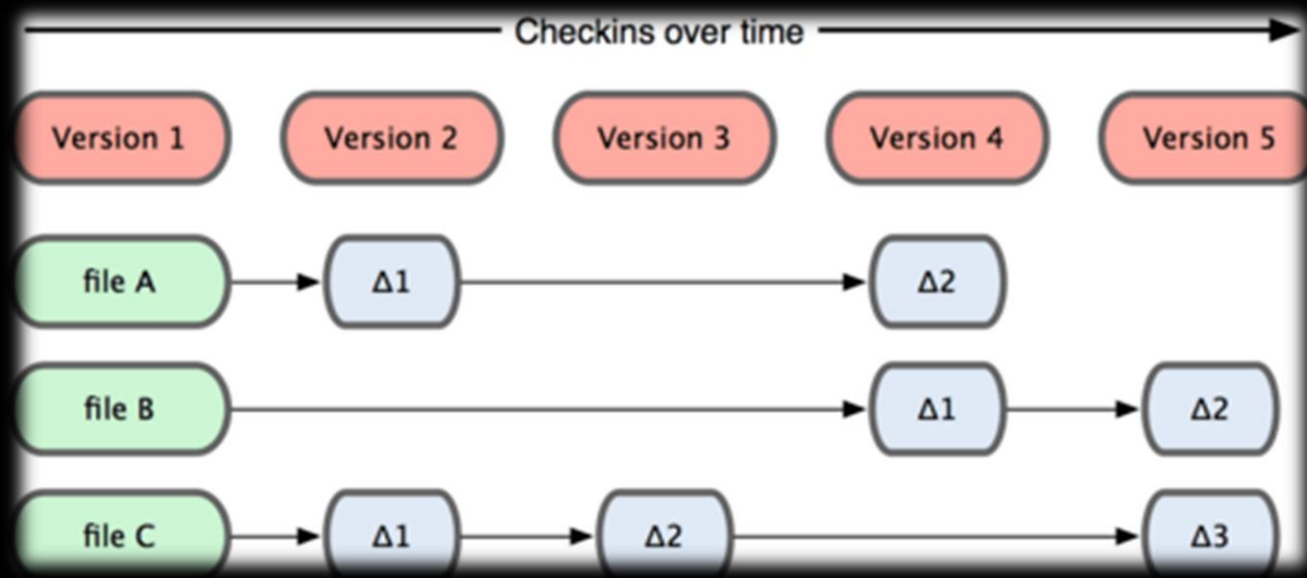 Checkins over time
Version 1 Version 2 Version 3 Version 4 Version 5
file A Δ1 Δ2
file B Δ1 Δ2
file C Δ1 Δ2 Δ3